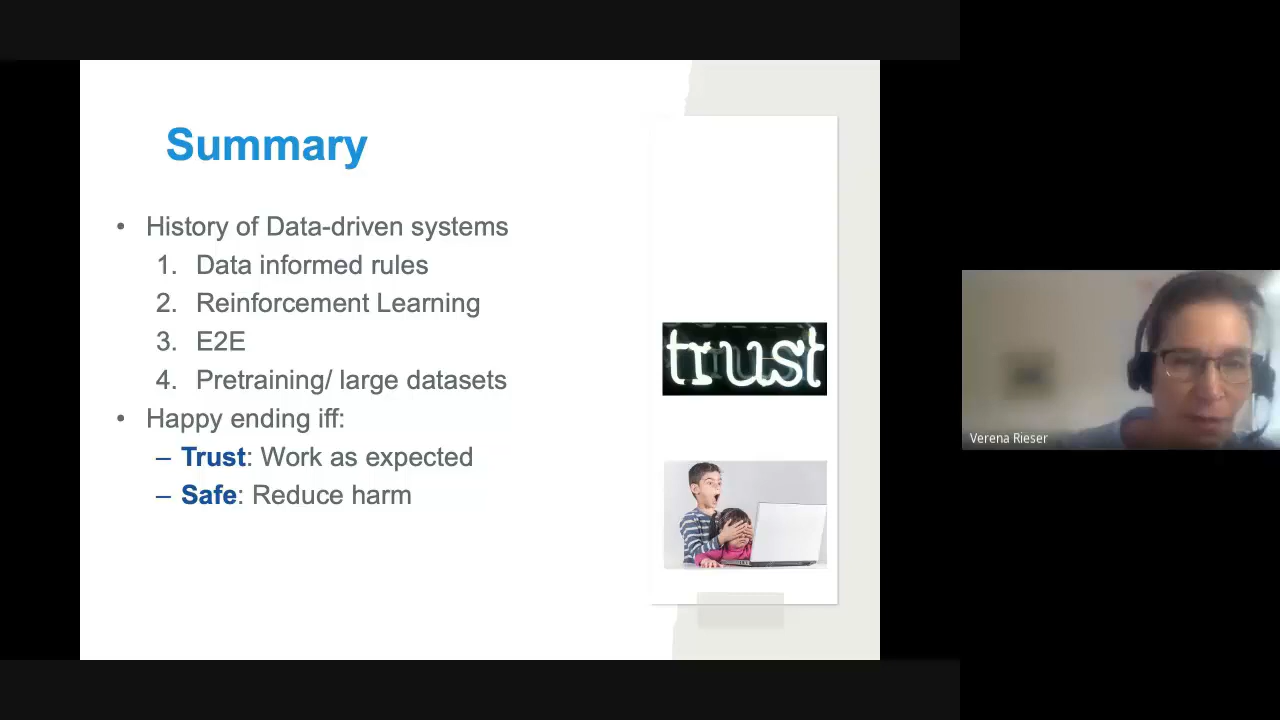 Summary
• History of Data-driven systems
1. Data informed rules
2. Reinforcement Learning
3. E2E
4. Pretraining/ large datasets
• Happy ending iff:
– Trust: Work as expected
– Safe: Reduce harm
trust
Verena Rieser